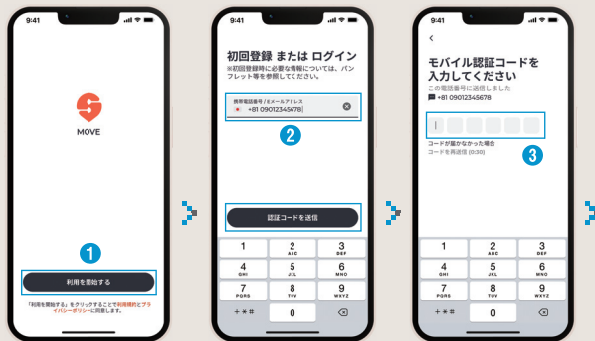 9:41
MOVE
1
利用を開始する
「利用を開始する」をクリックすることで利用規約とプラ
イバシーポリシーに同意します。
9:41
初回登録 または ログイン
※初回登録時に必要な情報については、パン
フレット等を参照してください。
携帯電話番号 / Eメールアドレス
+81 09012345678
2
認証コードを送信
1
2
ABC
3
DEF
4
GHI
5
JKL
6
MNO
7
PQRS
8
TUV
9
WXYZ
+ * #
0
9:41
モバイル認証コードを
入力してください
この電話番号に送信しました
+81 09012345678
3
コードが届かなかった場合
コードを再送信 (0:30)
1
2
ABC
3
DEF
4
GHI
5
JKL
6
MNO
7
PQRS
8
TUV
9
WXYZ
+ * #
0